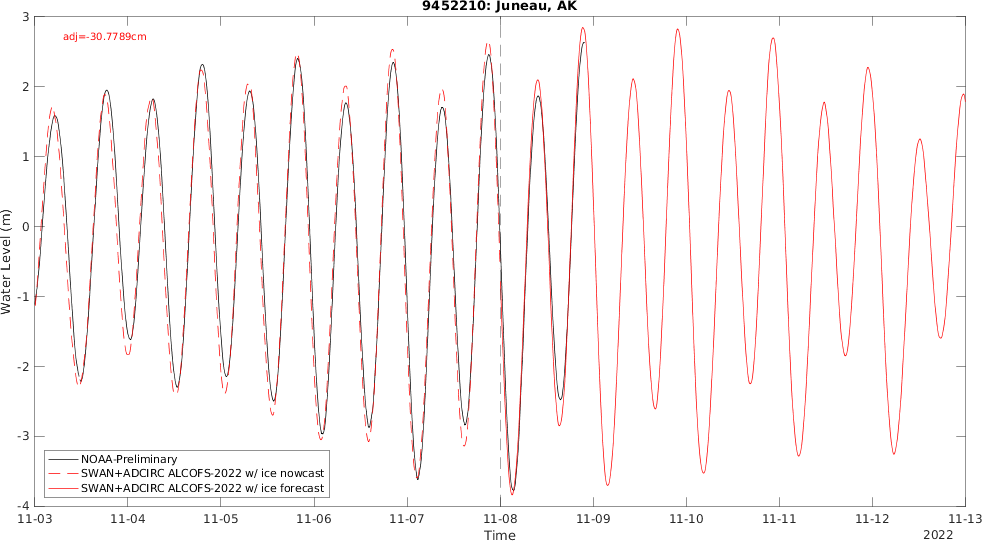 9452210: Juneau, AK
adj=-30.7789cm
3
2
1
0
-1
-2
-3
-4
Water Level (m)
NOAA-Preliminary
SWAN+ADCIRC ALCOFS-2022 w/ ice nowcast
SWAN+ADCIRC ALCOFS-2022 w/ ice forecast
11-03 11-04 11-05 11-06 11-07 11-08 11-09 11-10 11-11 11-12 11-13
Time
2022